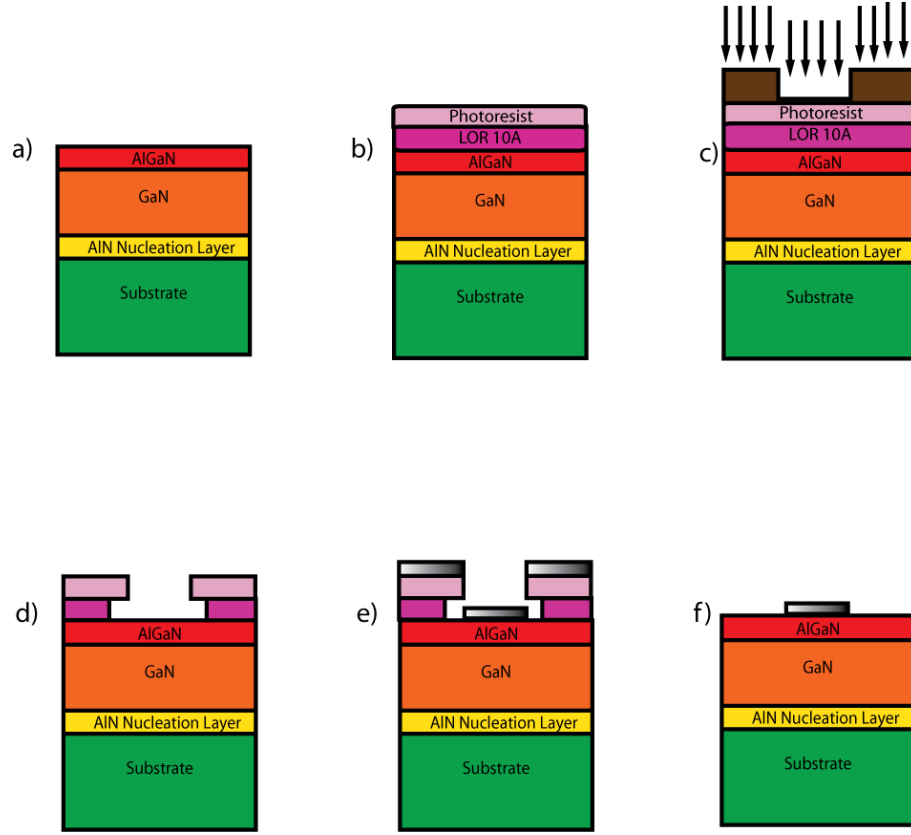 a)
AlGaN
GaN
AlN Nucleation Layer
Substrate
b)
Photoresist
LOR 10A
AlGaN
GaN
AlN Nucleation Layer
Substrate
c)
Photoresist
LOR 10A
AlGaN
GaN
AlN Nucleation Layer
Substrate
d)
AlGaN
GaN
AlN Nucleation Layer
Substrate
e)
AlGaN
GaN
AlN Nucleation Layer
Substrate
f)
AlGaN
GaN
AlN Nucleation Layer
Substrate